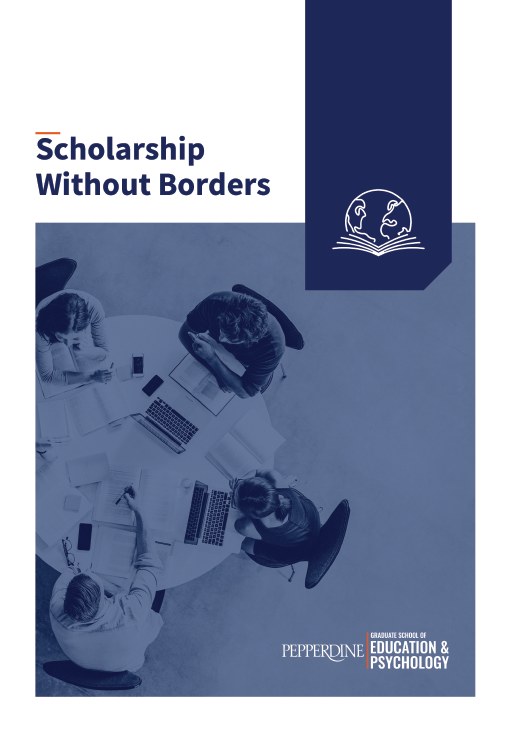 Scholarship
Without Borders
PEPPERDINE
GRADUATE SCHOOL OF
EDUCATION &
PSYCHOLOGY